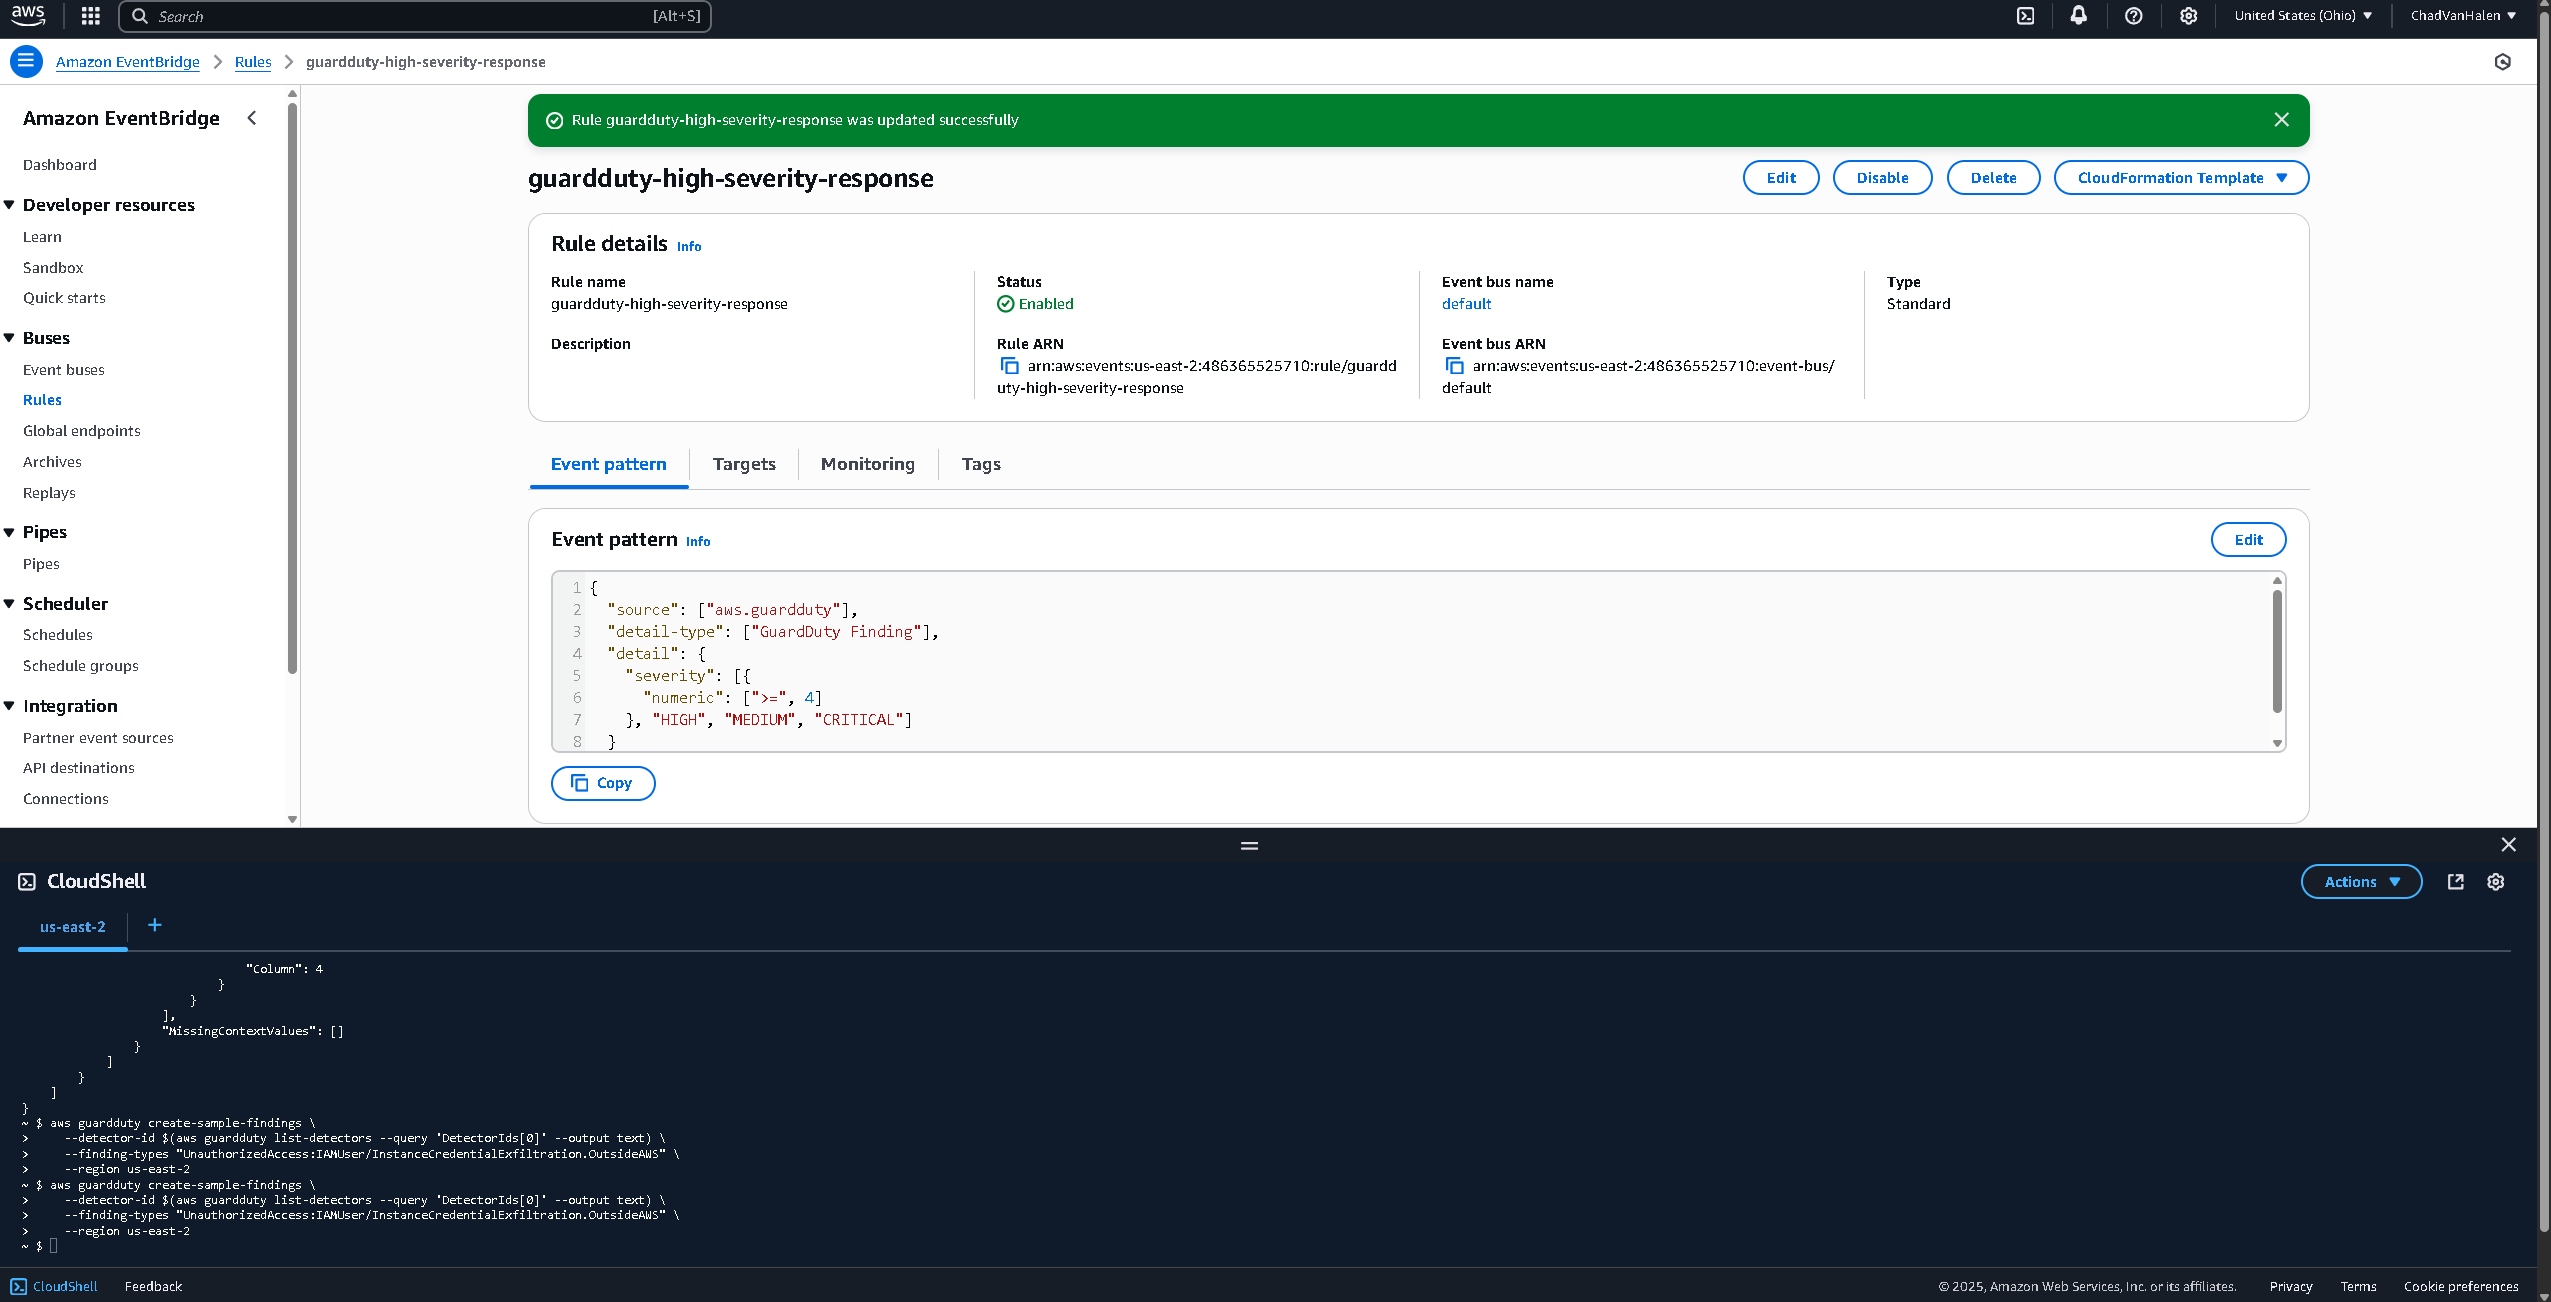 aws
Search [Alt+S]
United States (Ohio)
ChadVanHalen
Amazon EventBridge
Rules
guardduty-high-severity-response
Amazon EventBridge
Dashboard
Developer resources
Learn
Sandbox
Quick starts
Buses
Event buses
Rules
Global endpoints
Archives
Replays
Pipes
Pipes
Scheduler
Schedules
Schedule groups
Integration
Partner event sources
API destinations
Connections
Rule guardduty-high-severity-response was updated successfully
guardduty-high-severity-response
Edit
Disable
Delete
CloudFormation Template
Rule details Info
Rule name
guardduty-high-severity-response
Description
Status
Enabled
Rule ARN
arn:aws:events:us-east-2:486365525710:rule/guardd
uty-high-severity-response
Event bus name
default
Event bus ARN
arn:aws:events:us-east-2:486365525710:event-bus/
default
Type
Standard
Event pattern
Targets
Monitoring
Tags
Event pattern Info
Edit
1 {
2   "source": ["aws.guardduty"],
3   "detail-type": ["GuardDuty Finding"],
4   "detail": {
5     "severity": [{
6       "numeric": [">=", 4]
7     }, "HIGH", "MEDIUM", "CRITICAL"]
8   }
Copy
CloudShell
Actions
us-east-2
"Column": 4
}
}
],
"MissingContextValues": []
}
]
}
]
}
~ $ aws guardduty create-sample-findings \
>     --detector-id $(aws guardduty list-detectors --query 'DetectorIds[0]' --output text) \
>     --finding-types "UnauthorizedAccess:IAMUser/InstanceCredentialExfiltration.OutsideAWS" \
>     --region us-east-2
~ $ aws guardduty create-sample-findings \
>     --detector-id $(aws guardduty list-detectors --query 'DetectorIds[0]' --output text) \
>     --finding-types "UnauthorizedAccess:IAMUser/InstanceCredentialExfiltration.OutsideAWS" \
>     --region us-east-2
~ $
CloudShell
Feedback
© 2025, Amazon Web Services, Inc. or its affiliates.
Privacy
Terms
Cookie preferences